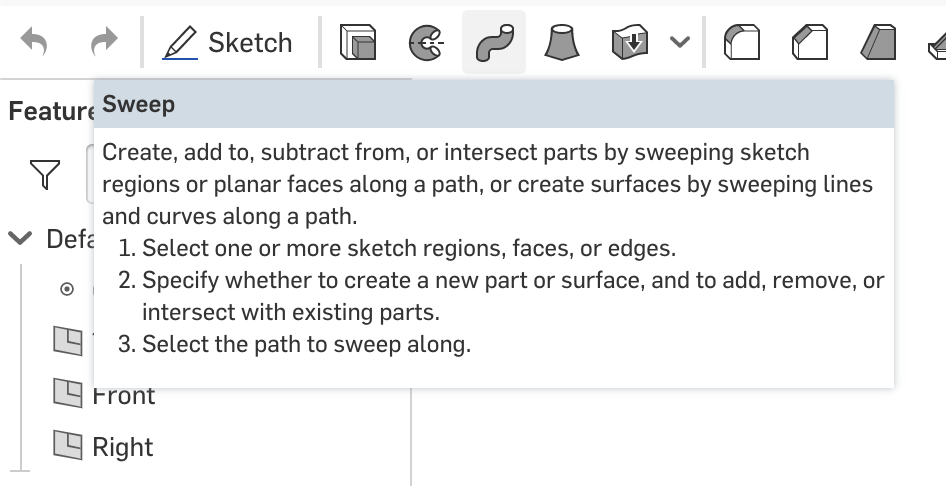 Sketch
Feature
Sweep
Create, add to, subtract from, or intersect parts by sweeping sketch
regions or planar faces along a path, or create surfaces by sweeping lines
and curves along a path.
1. Select one or more sketch regions, faces, or edges.
2. Specify whether to create a new part or surface, and to add, remove, or
intersect with existing parts.
3. Select the path to sweep along.
Defa
Front
Right